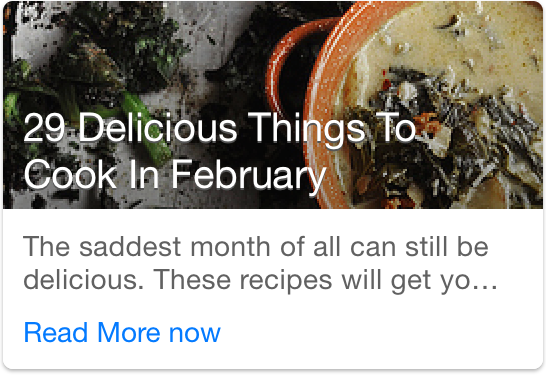 29 Delicious Things To
Cook In February
The saddest month of all can still be
delicious. These recipes will get yo…
Read More now